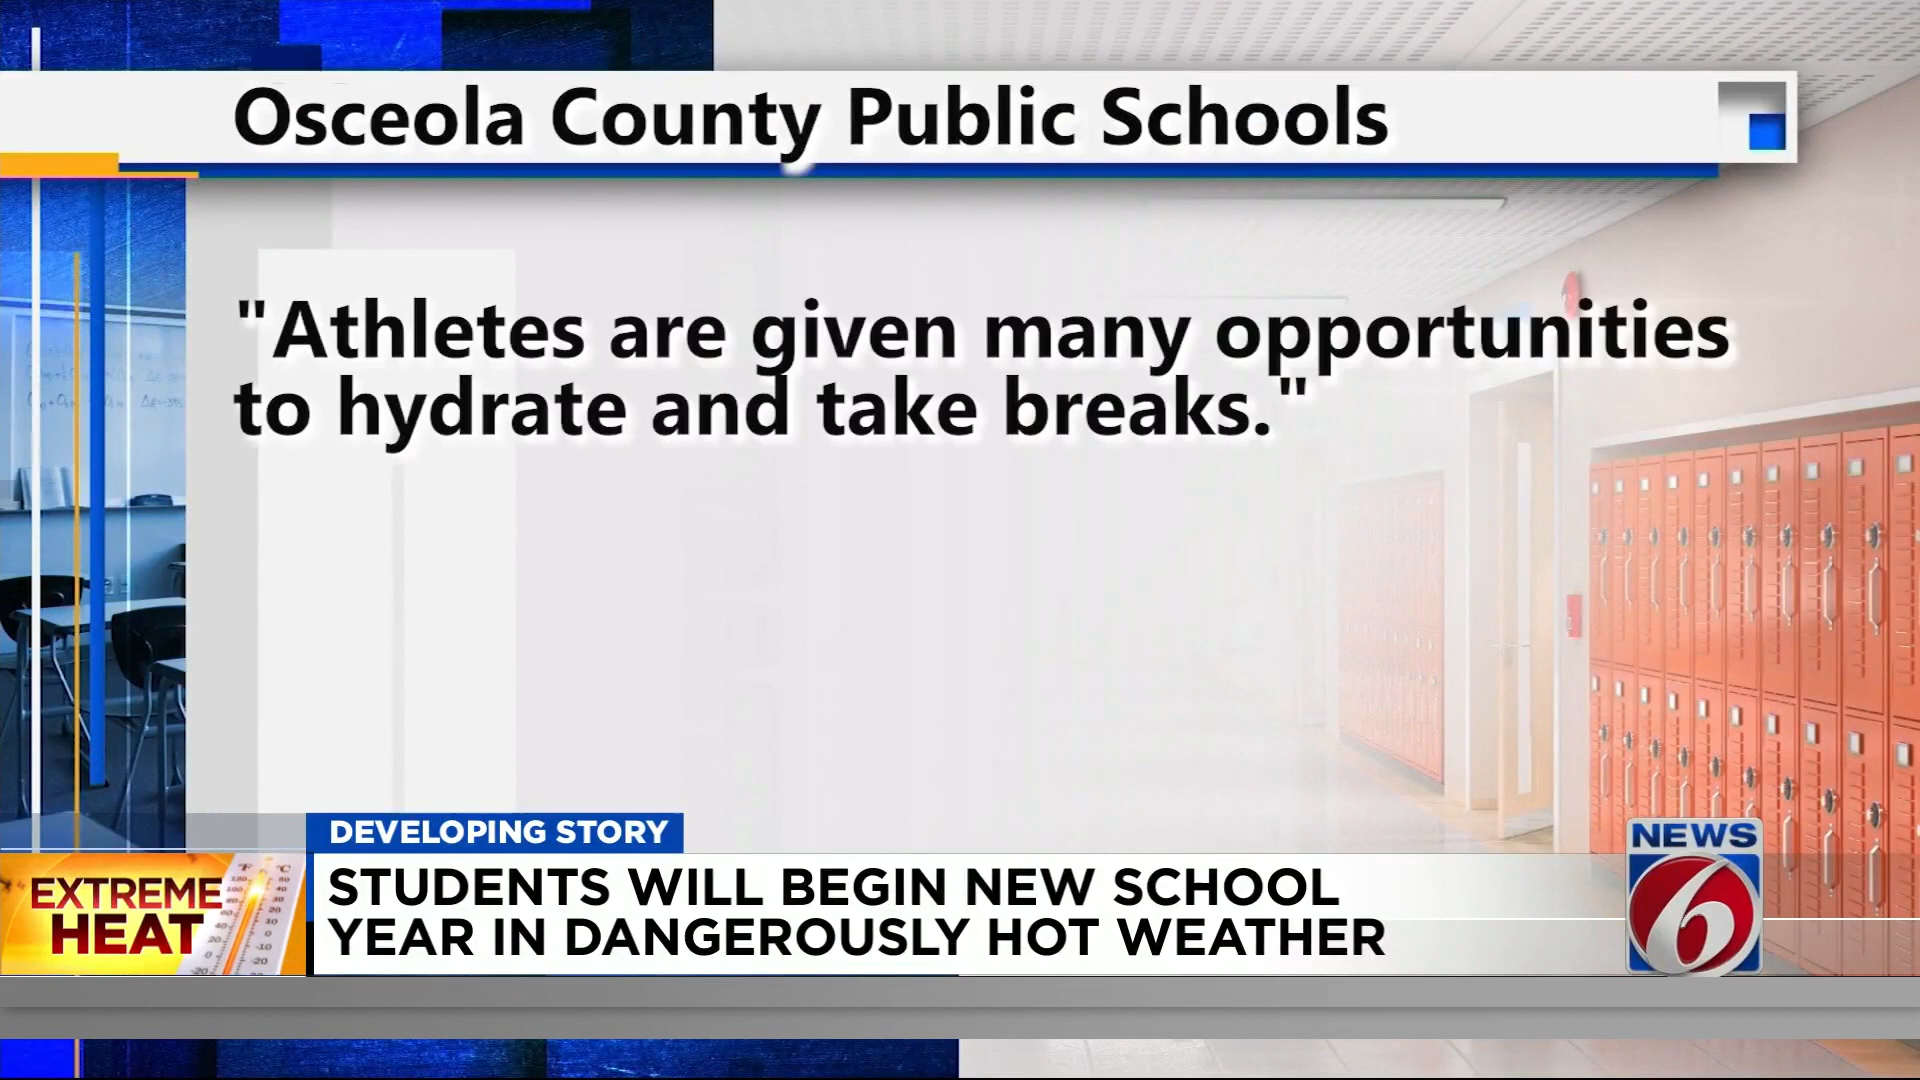 Osceola County Public Schools
"Athletes are given many opportunities
to hydrate and take breaks."
DEVELOPING STORY
STUDENTS WILL BEGIN NEW SCHOOL
YEAR IN DANGEROUSLY HOT WEATHER
EXTREME
HEAT
°F °C
NEWS
6